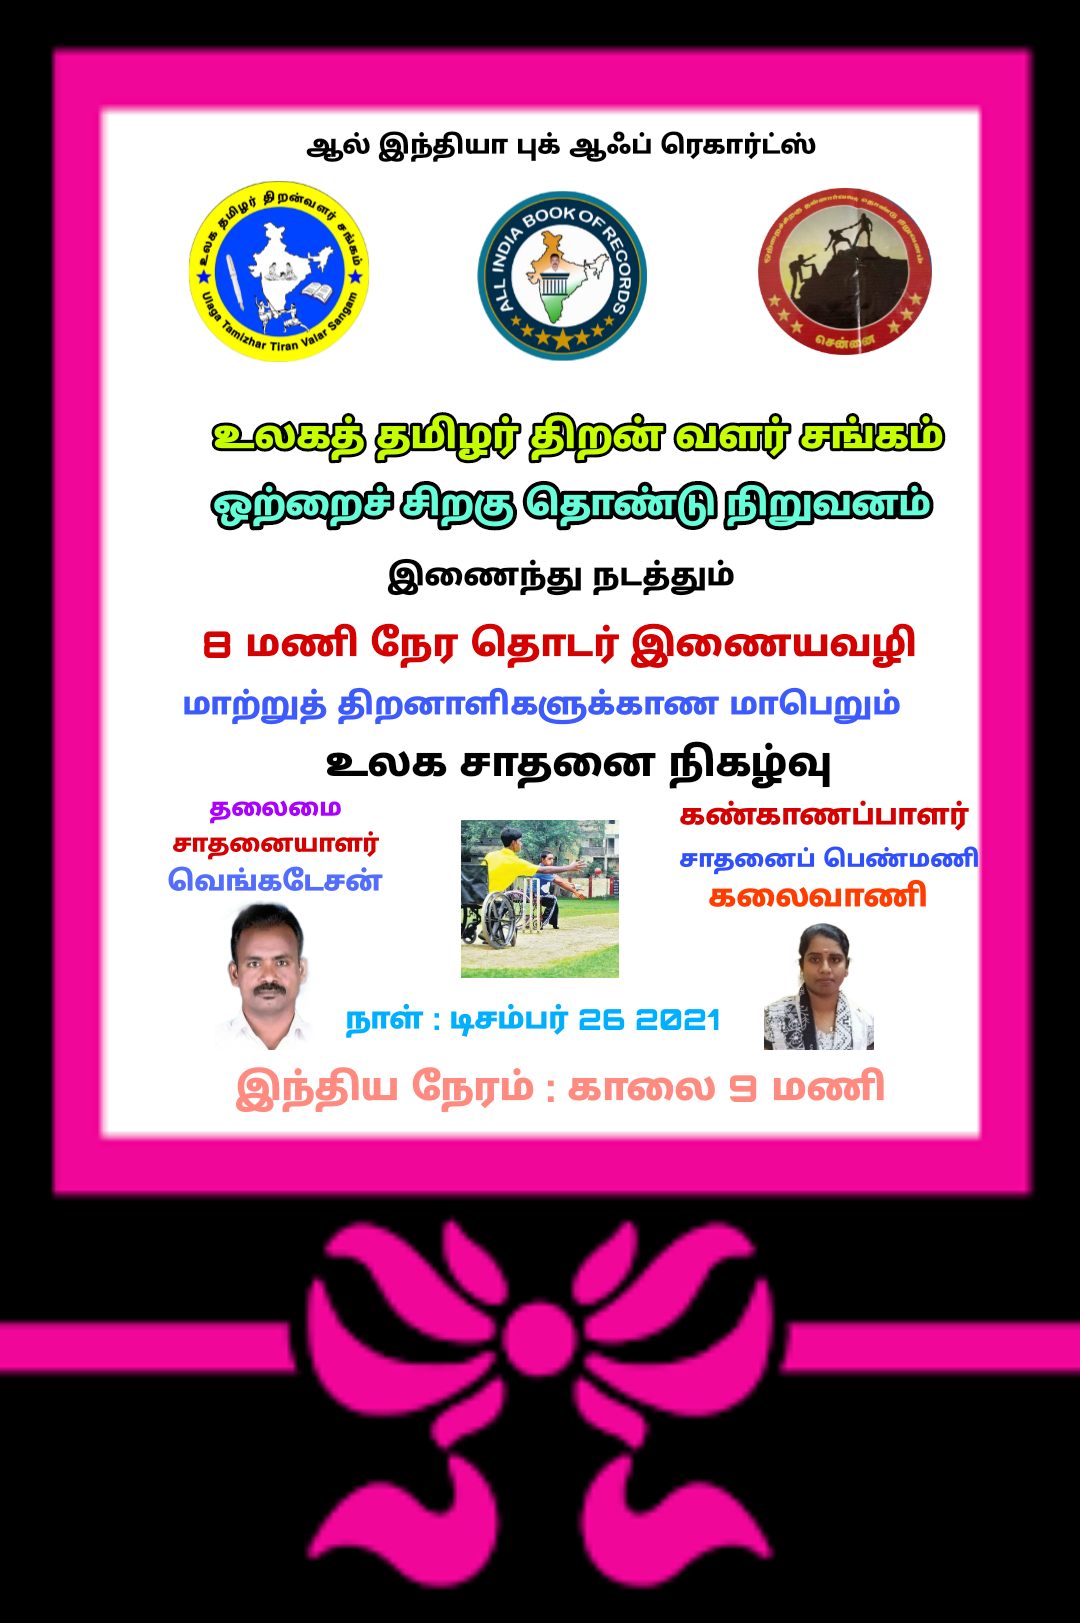 ஆல் இந்தியா புக் ஆஃப் ரெகார்ட்ஸ்
உலக தமிழர் திறன்வளர் சங்கம்
Ulaga Tamizhar Tiran Valar Sangam
ALL INDIA BOOK OF RECORDS
சென்னை
உலகத் தமிழர் திறன் வளர் சங்கம்
ஒற்றைச் சிறகு தொண்டு நிறுவனம்
இணைந்து நடத்தும்
8 மணி நேர தொடர் இணையவழி
மாற்றுத் திறனாளிகளுக்காண மாபெறும்
உலக சாதனை நிகழ்வு
தலைமை
சாதனையாளர்
வெங்கடேசன்
கண்காணப்பாளர்
சாதனைப் பெண்மணி
கலைவாணி
நாள் : டிசம்பர் 26 2021
இந்திய நேரம் : காலை 9 மணி